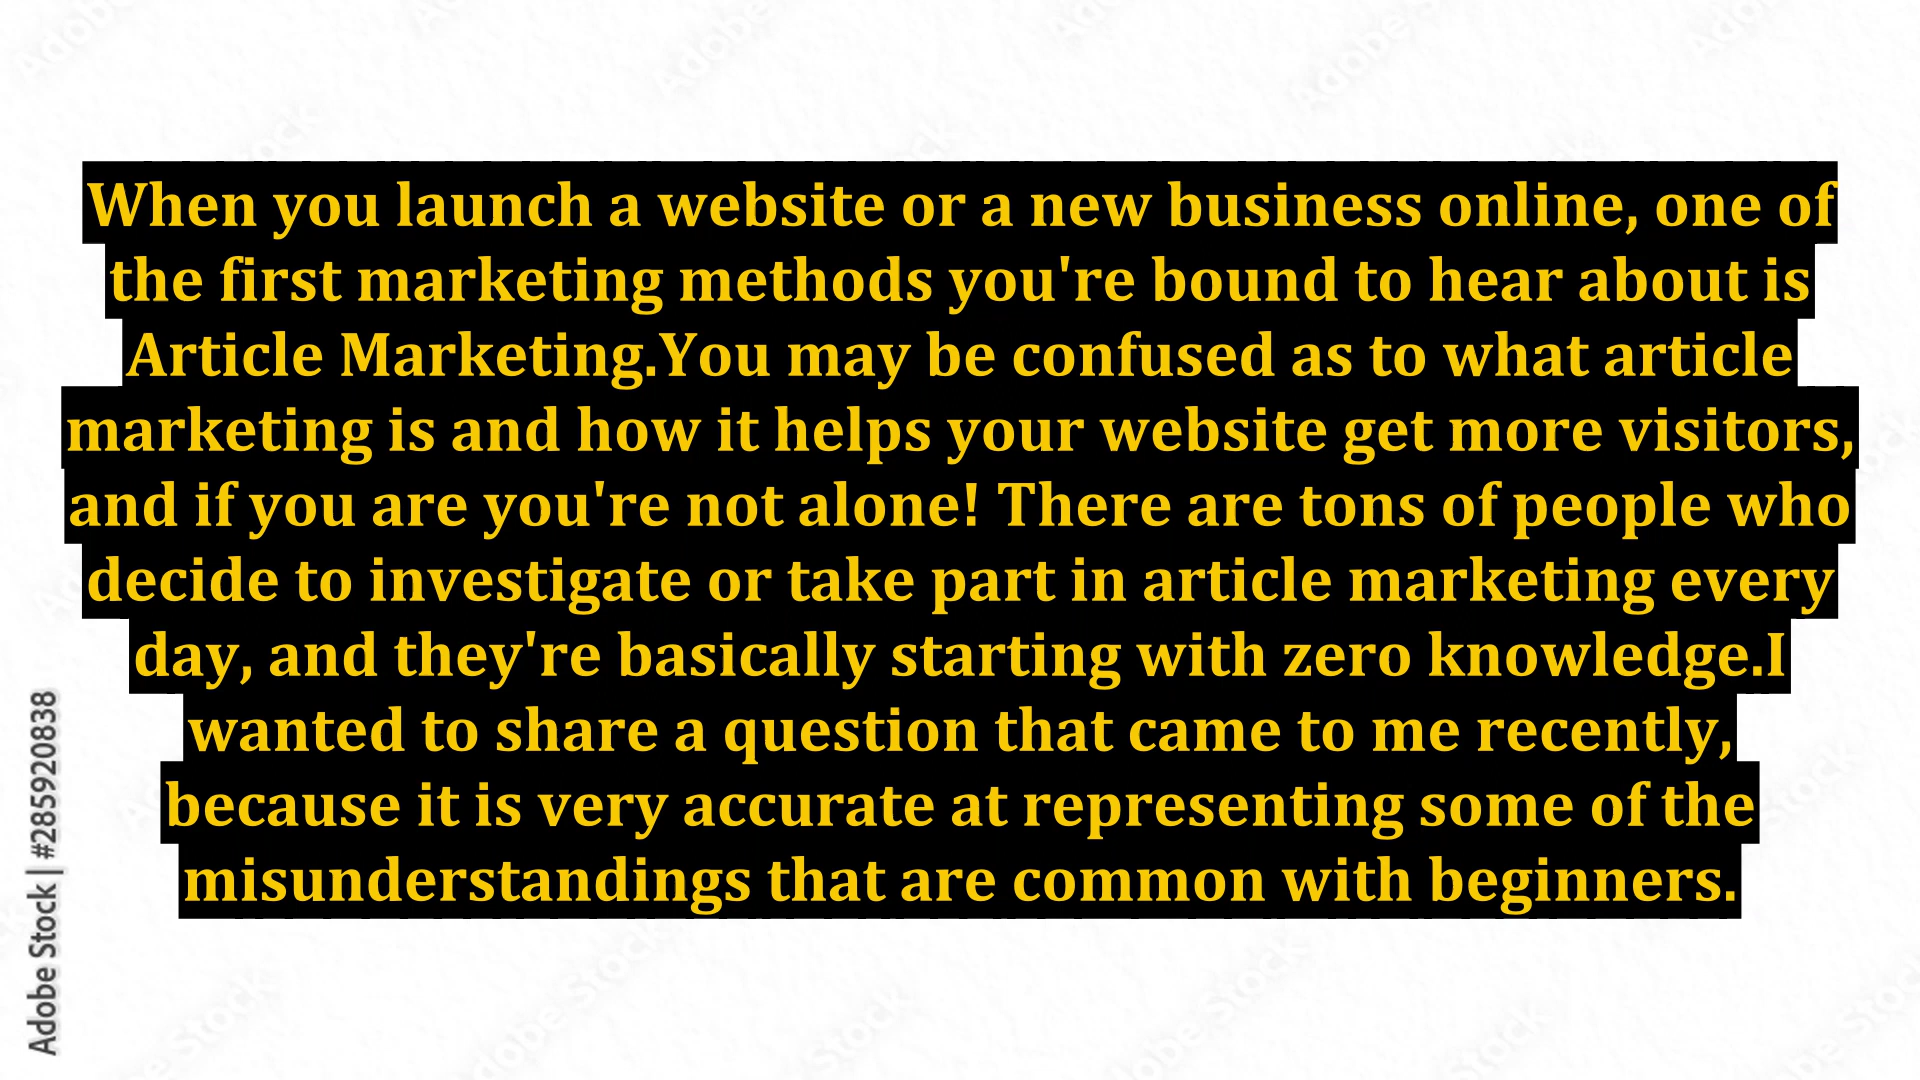 When you launch a website or a new business online, one of
the first marketing methods you're bound to hear about is
Article Marketing.You may be confused as to what article
marketing is and how it helps your website get more visitors,
and if you are you're not alone! There are tons of people who
decide to investigate or take part in article marketing every
day, and they're basically starting with zero knowledge.I
wanted to share a question that came to me recently,
because it is very accurate at representing some of the
misunderstandings that are common with beginners.
Adobe Stock | #285920838